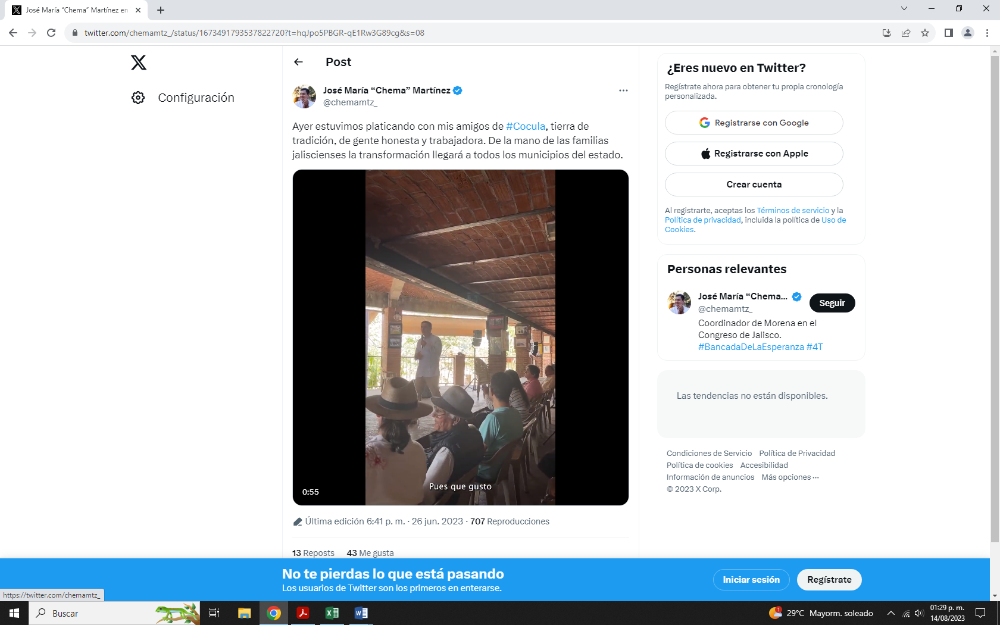 José María “Chema” Martínez en
twitter.com/chemamtz_/status/1673491793537822720?t=hqJpo5PBGR-qE1Rw3G89cg&s=08
Configuración
Post
José María “Chema” Martínez
@chemamtz_
Ayer estuvimos platicando con mis amigos de #Cocula, tierra de
tradición, de gente honesta y trabajadora. De la mano de las familias
jaliscienses la transformación llegará a todos los municipios del estado.
Pues que gusto
0:55
Última edición 6:41 p. m. · 26 jun. 2023 · 707 Reproducciones
13 Reposts 43 Me gusta
¿Eres nuevo en Twitter?
Regístrate ahora para obtener tu propia cronología
personalizada.
Registrarse con Google
Registrarse con Apple
Crear cuenta
Al registrarte, aceptas los Términos de servicio y la
Política de privacidad, incluida la política de Uso de
Cookies.
Personas relevantes
José María “Chema...
@chemamtz_
Seguir
Coordinador de Morena en el
Congreso de Jalisco.
#BancadaDeLaEsperanza #4T
Las tendencias no están disponibles.
Condiciones de Servicio Política de Privacidad
Política de cookies Accesibilidad
Información de anuncios Más opciones ···
© 2023 X Corp.
No te pierdas lo que está pasando
Los usuarios de Twitter son los primeros en enterarse.
Iniciar sesión
Regístrate
https://twitter.com/chemamtz_
Buscar
1
29°C Mayorm. soleado
01:29 p. m.
14/08/2023